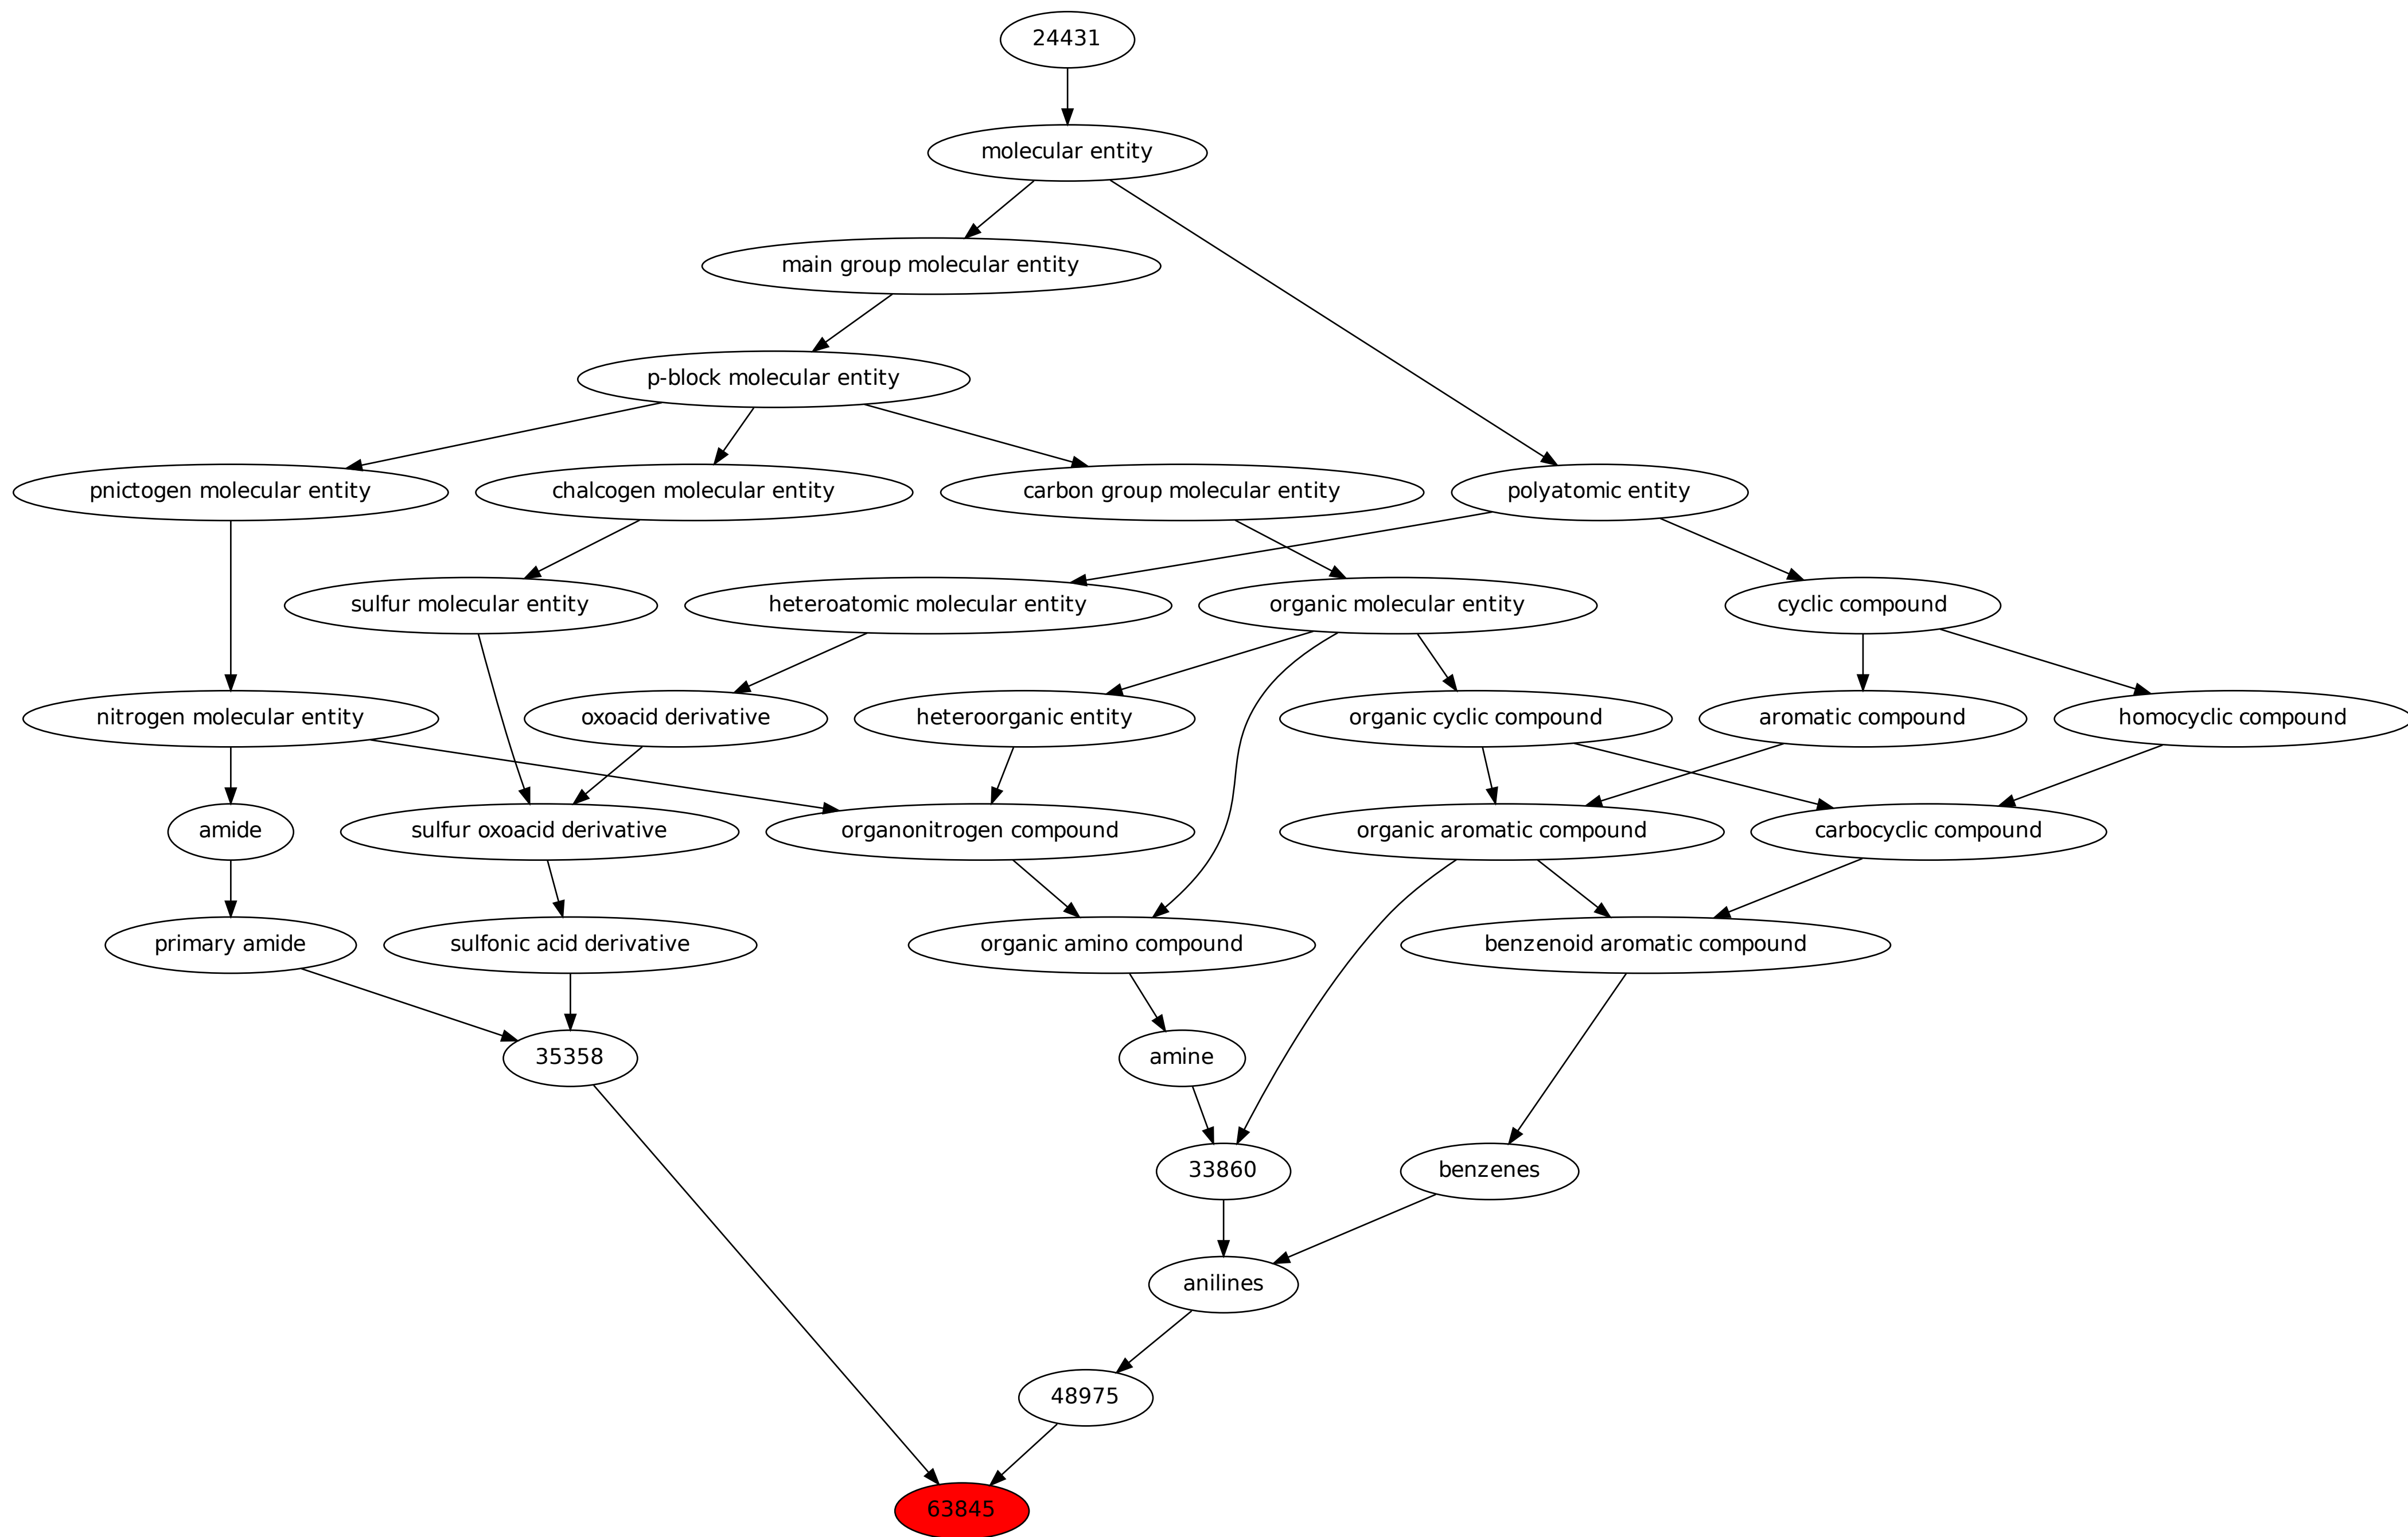 24431
molecular entity
main group molecular entity
p-block molecular entity
pnictogen molecular entity
chalcogen molecular entity
carbon group molecular entity
polyatomic entity
sulfur molecular entity
heteroatomic molecular entity
organic molecular entity
cyclic compound
nitrogen molecular entity
oxoacid derivative
heteroorganic entity
organic cyclic compound
aromatic compound
homocyclic compound
amide
sulfur oxoacid derivative
organonitrogen compound
organic aromatic compound
carbocyclic compound
primary amide
sulfonic acid derivative
organic amino compound
benzenoid aromatic compound
35358
amine
33860
benzenes
anilines
48975
63845